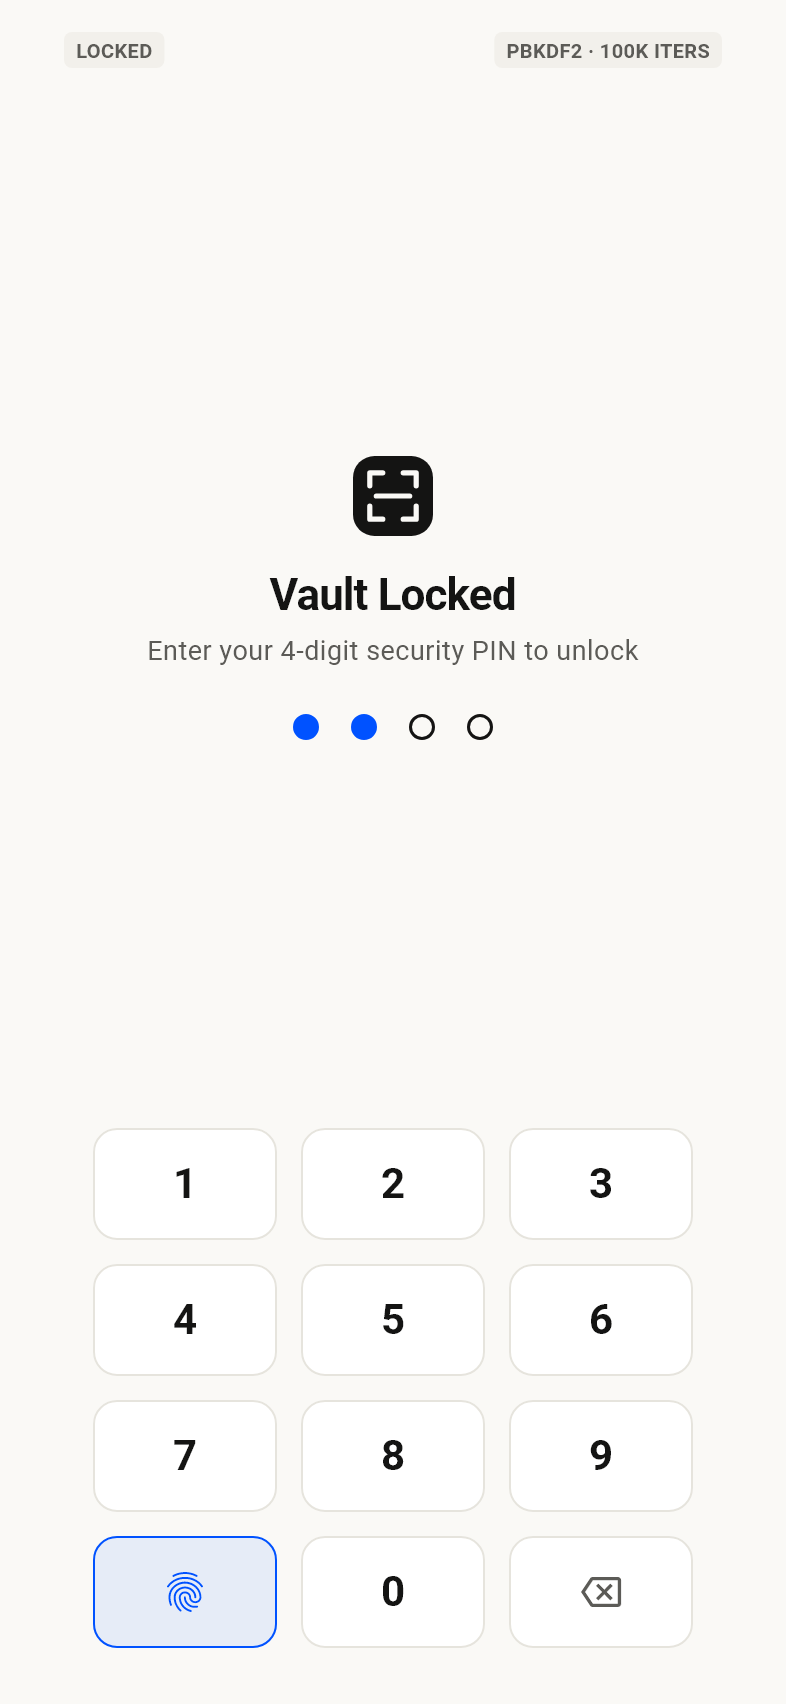 LOCKED
PBKDF2 · 100K ITERS
Vault Locked
Enter your 4-digit security PIN to unlock
1 2 3
4 5 6
7 8 9
0